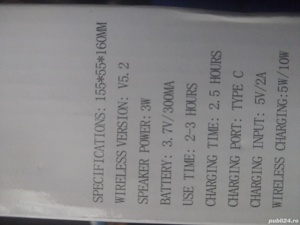 SPECIFICATIONS: 155*55*160MM
WIRELESS VERSION: V5.2
SPEAKER POWER: 3W
BATTERY: 3.7V/300MA
USE TIME: 2-3 HOURS
CHARGING TIME: 2.5 HOURS
CHARGING PORT: TYPE C
CHARGING INPUT: 5V/2A
WIRELESS CHARGING:5W/10W
© publi24.ro